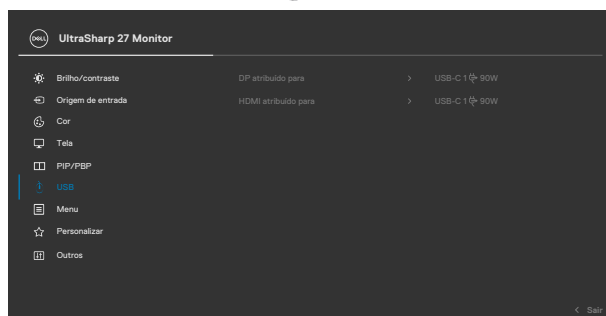 DELL UltraSharp 27 Monitor
Brilho/contraste DP atribuído para > USB-C 1 90W
Origem de entrada HDMI atribuído para > USB-C 1 90W
Cor
Tela
PIP/PBP
USB
Menu
Personalizar
Outros
< Sair